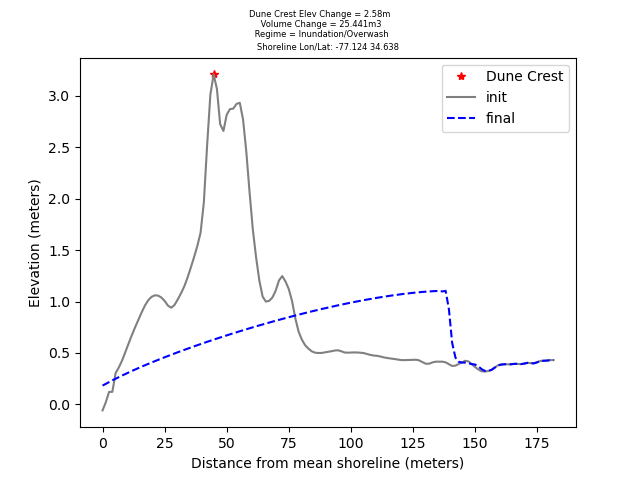 Dune Crest Elev Change = 2.58m
Volume Change = 25.441m3
Regime = Inundation/Overwash
Shoreline Lon/Lat: -77.124 34.638
Dune Crest
init
final
Elevation (meters)
3.0
2.5
2.0
1.5
1.0
0.5
0.0
0 25 50 75 100 125 150 175
Distance from mean shoreline (meters)